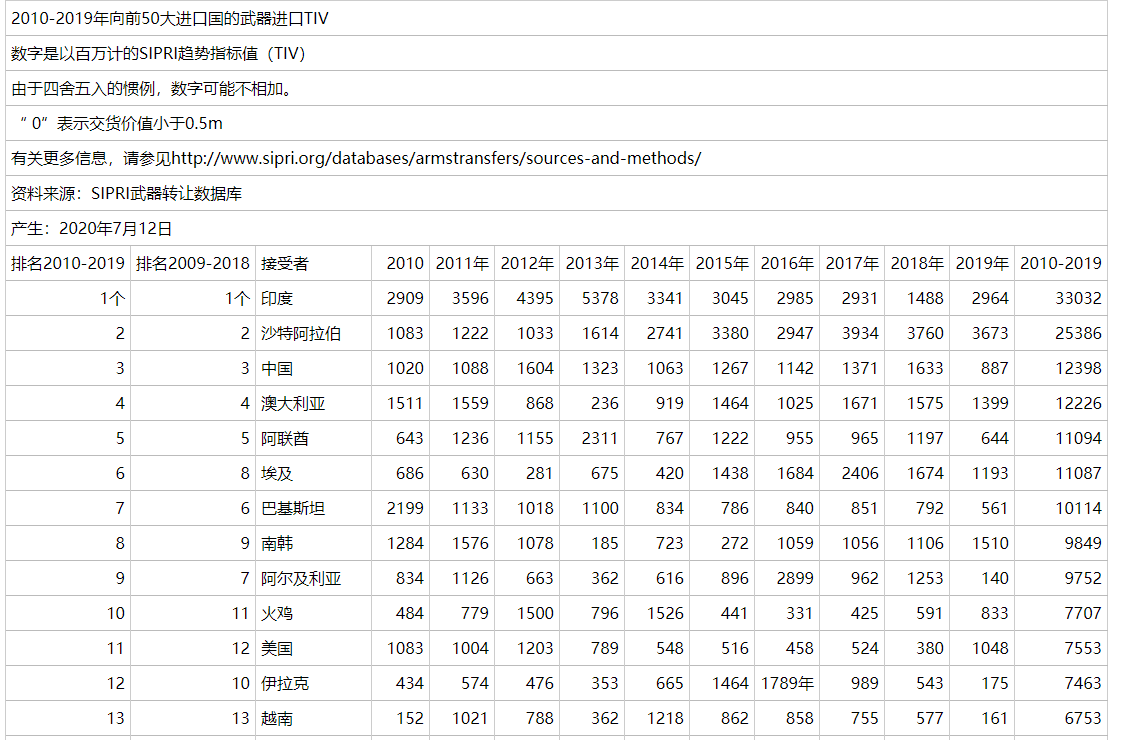 2010-2019年向前50大进口国的武器进口TIV
数字是以百万计的SIPRI趋势指标值（TIV）
由于四舍五入的惯例，数字可能不相加。
“ 0”表示交货价值小于0.5m
有关更多信息，请参见http://www.sipri.org/databases/armstransfers/sources-and-methods/
资料来源：SIPRI武器转让数据库
产生：2020年7月12日
排名2010-2019 排名2009-2018 接受者 2010 2011年 2012年 2013年 2014年 2015年 2016年 2017年 2018年 2019年 2010-2019
1个 1个 印度 2909 3596 4395 5378 3341 3045 2985 2931 1488 2964 33032
2 2 沙特阿拉伯 1083 1222 1033 1614 2741 3380 2947 3934 3760 3673 25386
3 3 中国 1020 1088 1604 1323 1063 1267 1142 1371 1633 887 12398
4 4 澳大利亚 1511 1559 868 236 919 1464 1025 1671 1575 1399 12226
5 5 阿联酋 643 1236 1155 2311 767 1222 955 965 1197 644 11094
6 8 埃及 686 630 281 675 420 1438 1684 2406 1674 1193 11087
7 6 巴基斯坦 2199 1133 1018 1100 834 786 840 851 792 561 10114
8 9 南韩 1284 1576 1078 185 723 272 1059 1056 1106 1510 9849
9 7 阿尔及利亚 834 1126 663 362 616 896 2899 962 1253 140 9752
10 11 火鸡 484 779 1500 796 1526 441 331 425 591 833 7707
11 12 美国 1083 1004 1203 789 548 516 458 524 380 1048 7553
12 10 伊拉克 434 574 476 353 665 1464 1789年 989 543 175 7463
13 13 越南 152 1021 788 362 1218 862 858 755 577 161 6753